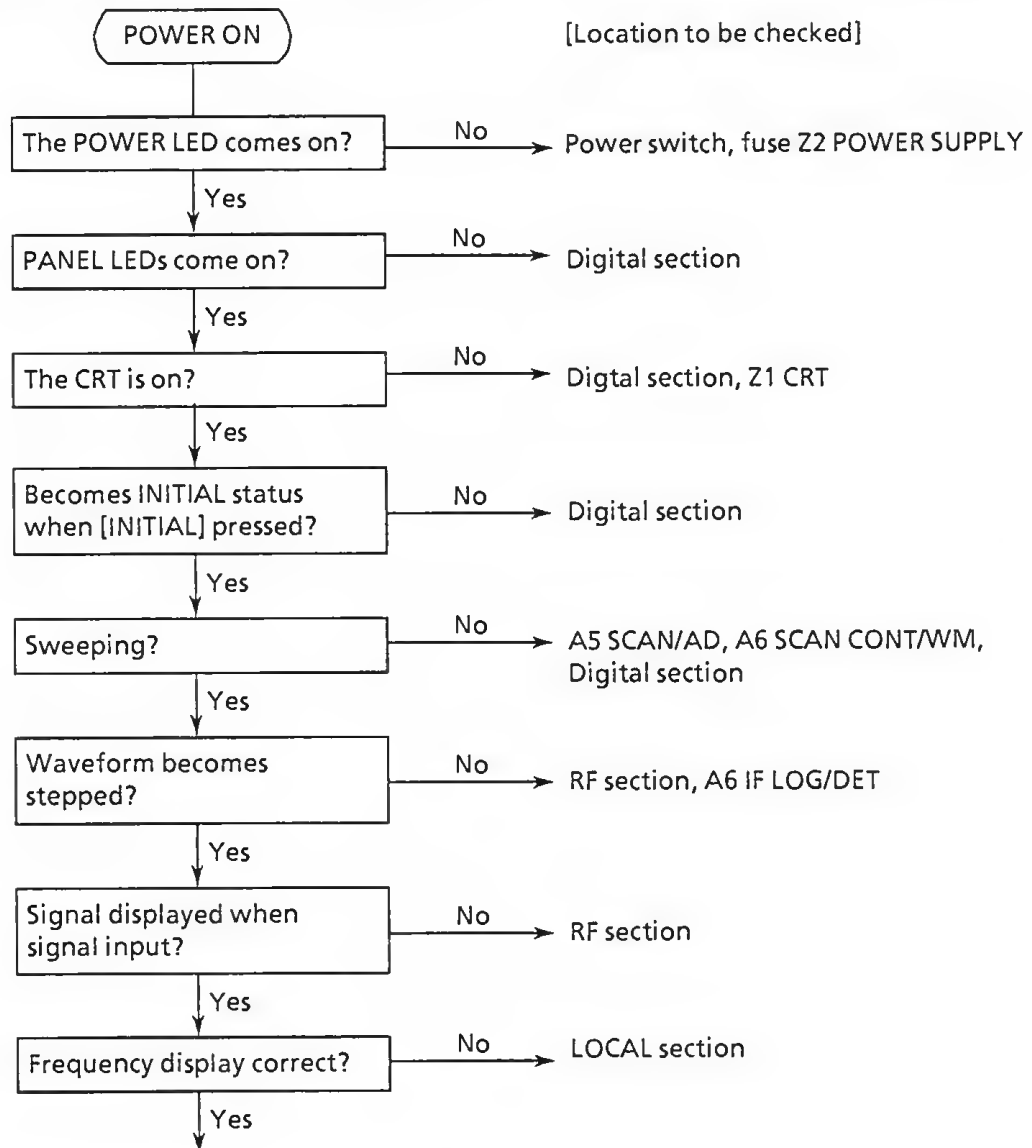 POWER ON
[Location to be checked]
The POWER LED comes on?
No
Power switch, fuse Z2 POWER SUPPLY
Yes
PANEL LEDs come on?
No
Digital section
Yes
The CRT is on?
No
Digtal section, Z1 CRT
Yes
Becomes INITIAL status
when [INITIAL] pressed?
No
Digital section
Yes
Sweeping?
No
A5 SCAN/AD, A6 SCAN CONT/WM,
Digital section
Yes
Waveform becomes
stepped?
No
RF section, A6 IF LOG/DET
Yes
Signal displayed when
signal input?
No
RF section
Yes
Frequency display correct?
No
LOCAL section
Yes